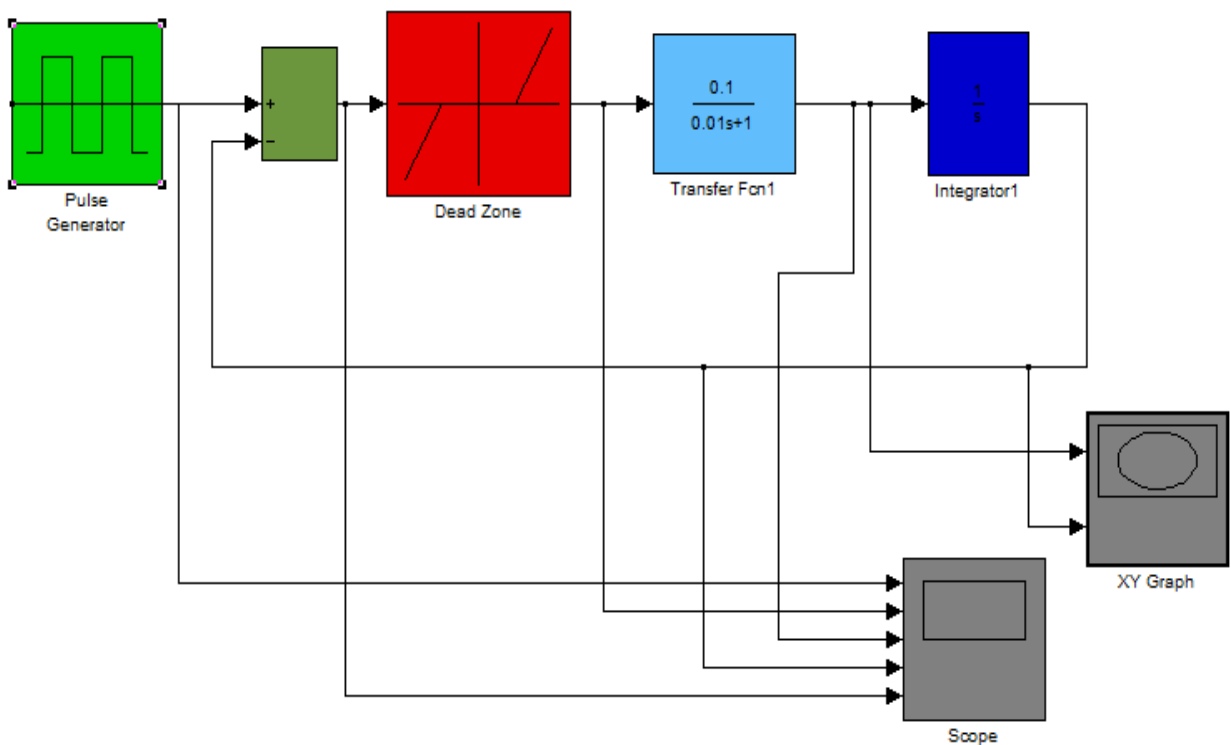 +
−
0.1
0.01s+1
1
s
Pulse
Generator
Dead Zone
Transfer Fcn1
Integrator1
XY Graph
Scope